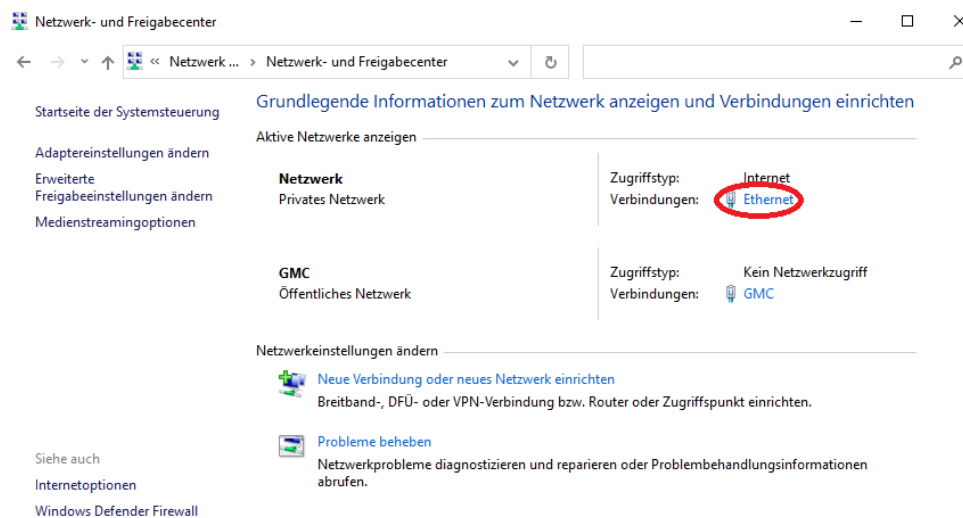 Netzwerk- und Freigabecenter
« Netzwerk ... › Netzwerk- und Freigabecenter
Startseite der Systemsteuerung
Adaptereinstellungen ändern
Erweiterte
Freigabeeinstellungen ändern
Medienstreamingoptionen
Grundlegende Informationen zum Netzwerk anzeigen und Verbindungen einrichten
Aktive Netzwerke anzeigen
Netzwerk
Privates Netzwerk
Zugriffstyp: Internet
Verbindungen: Ethernet
GMC
Öffentliches Netzwerk
Zugriffstyp: Kein Netzwerkzugriff
Verbindungen: GMC
Netzwerkeinstellungen ändern
Neue Verbindung oder neues Netzwerk einrichten
Breitband-, DFÜ- oder VPN-Verbindung bzw. Router oder Zugriffspunkt einrichten.
Probleme beheben
Netzwerkprobleme diagnostizieren und reparieren oder Problembehandlungsinformationen
abrufen.
Siehe auch
Internetoptionen
Windows Defender Firewall